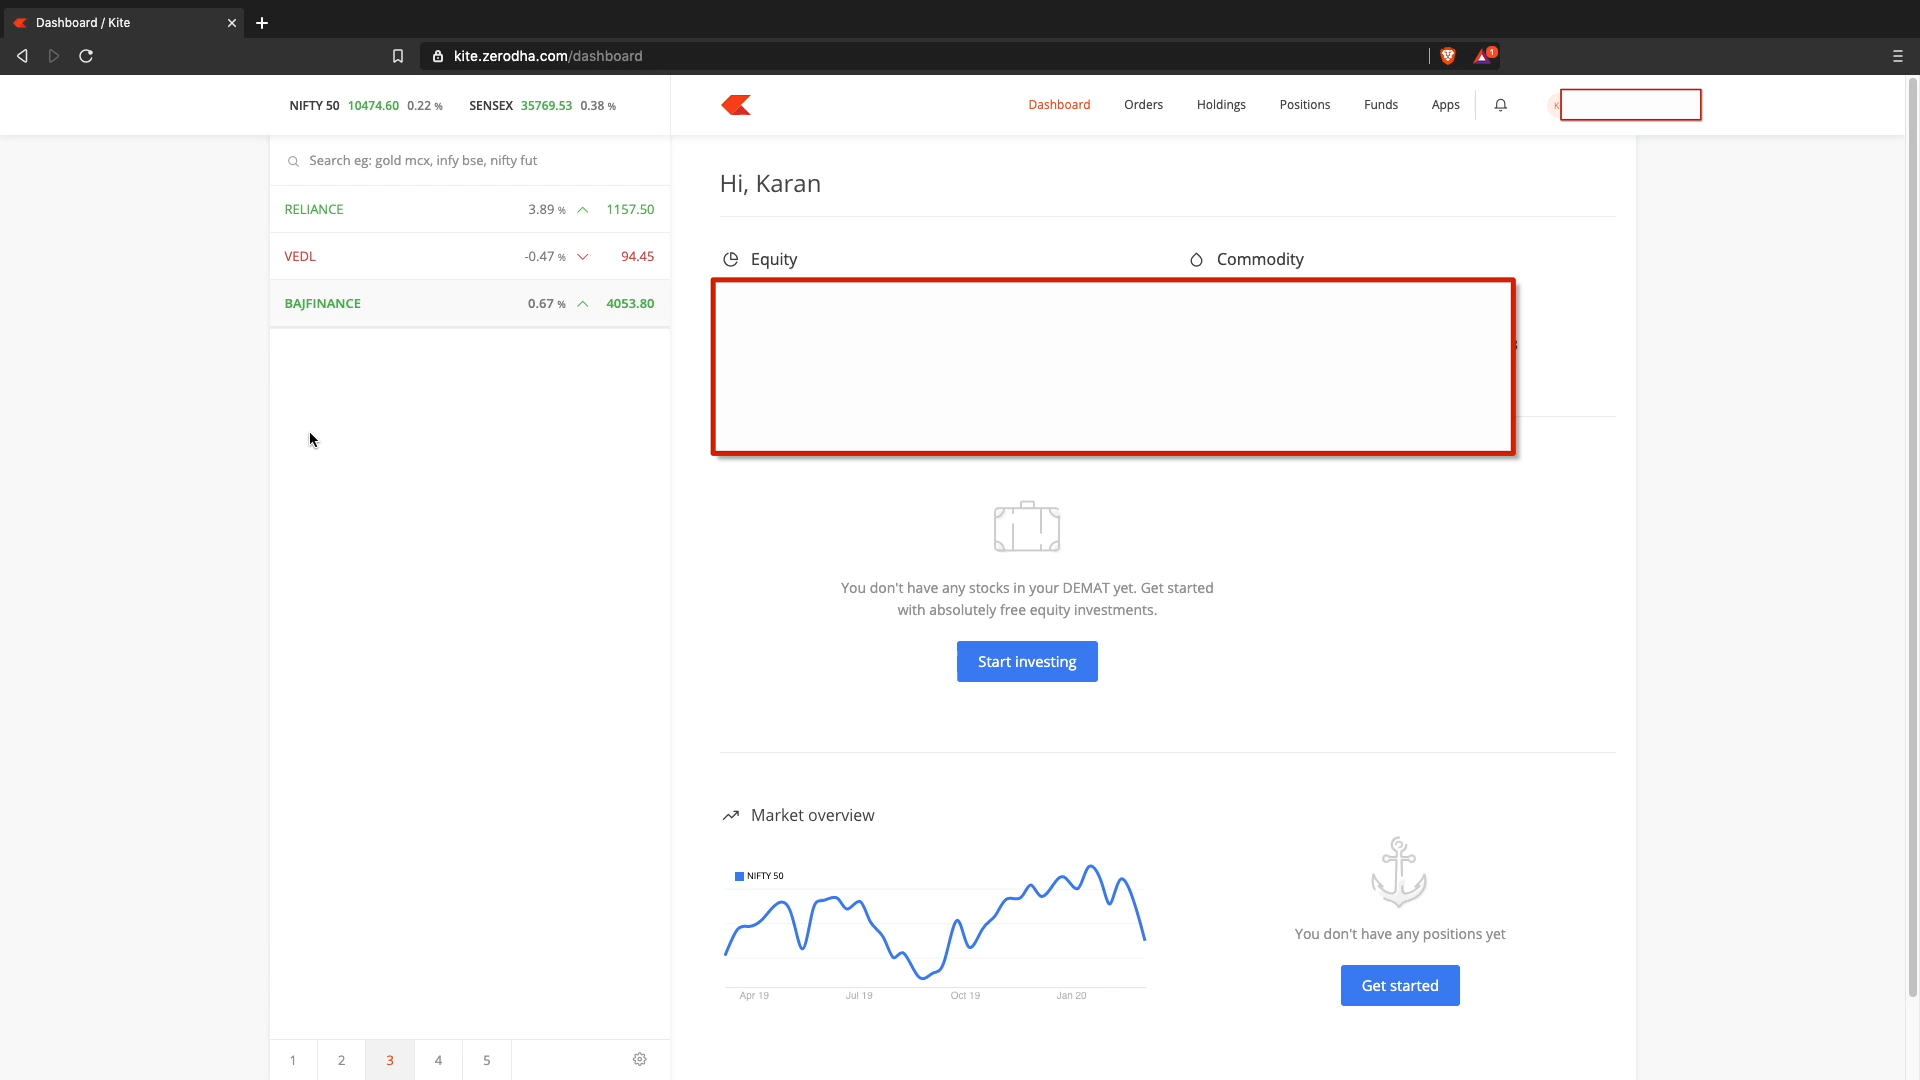 Dashboard / Kite
kite.zerodha.com/dashboard
1
NIFTY 50 10474.60 0.22 % SENSEX 35769.53 0.38 %
Dashboard Orders Holdings Positions Funds Apps
Search eg: gold mcx, infy bse, nifty fut
RELIANCE 3.89 % 1157.50
VEDL -0.47 % 94.45
BAJFINANCE 0.67 % 4053.80
1 2 3 4 5
Hi, Karan
Equity
Commodity
You don't have any stocks in your DEMAT yet. Get started
with absolutely free equity investments.
Start investing
Market overview
NIFTY 50
Apr 19 Jul 19 Oct 19 Jan 20
You don't have any positions yet
Get started